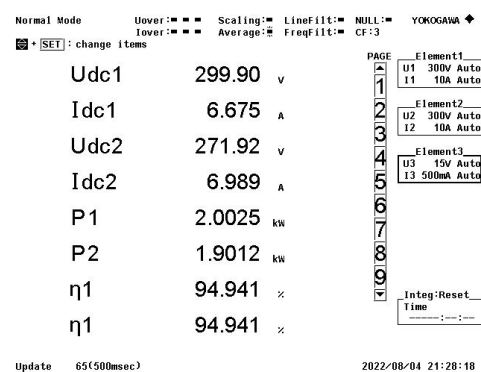 Normal Mode Uover: Scaling: LineFilt: NULL: YOKOGAWA
Iover: Average: FreqFilt: CF:3
+ SET : change items
PAGE
Udc1 299.90 V
Idc1 6.675 A
Udc2 271.92 V
Idc2 6.989 A
P1 2.0025 kW
P2 1.9012 kW
η1 94.941 %
η1 94.941 %
1
2
3
4
5
6
7
8
9
Element1
U1 300V Auto
I1 10A Auto
Element2
U2 300V Auto
I2 10A Auto
Element3
U3 15V Auto
I3 500mA Auto
Integ:Reset
Time
-----:--:--
Update 65(500msec) 2022/08/04 21:28:18